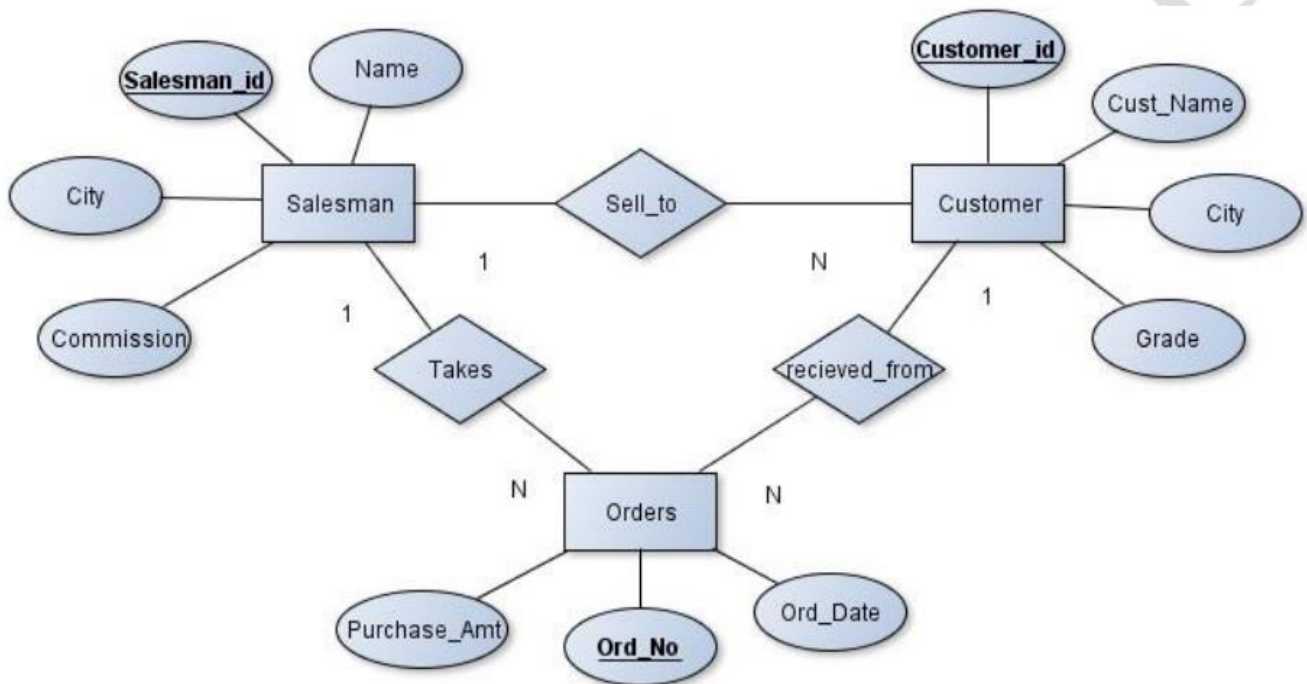 Salesman_id
Name
Customer_id
Cust_Name
City
Salesman
Sell_to
Customer
City
1
N
1
1
Commission
Takes
recieved_from
Grade
N
N
Orders
Purchase_Amt
Ord_No
Ord_Date